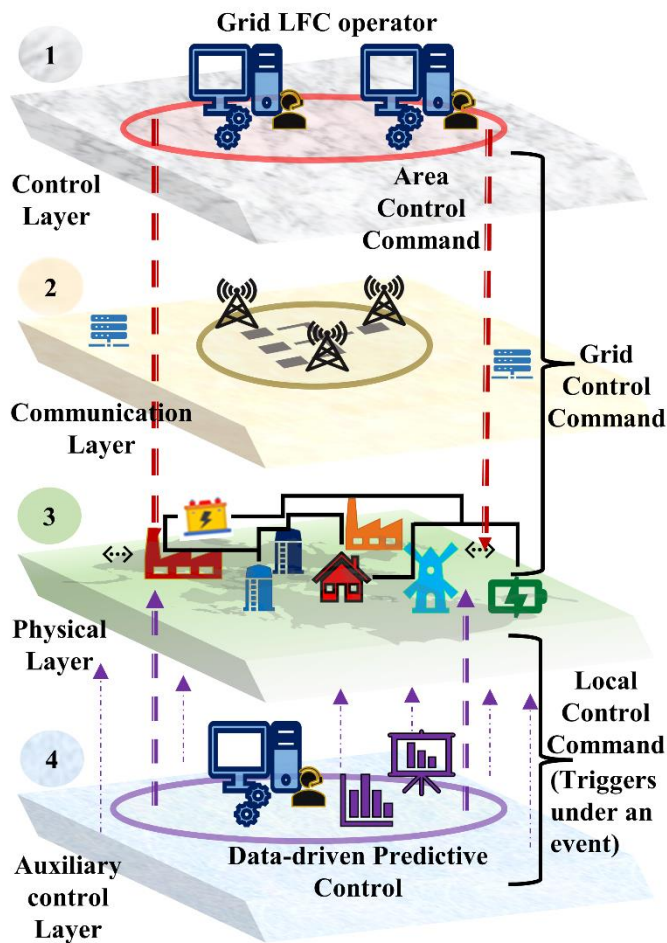 Grid LFC operator
1
Control
Layer
Area
Control
Command
2
Communication
Layer
Grid
Control
Command
3
Physical
Layer
Local
Control
Command
(Triggers
under an
event)
4
Data-driven Predictive
Control
Auxiliary
control
Layer